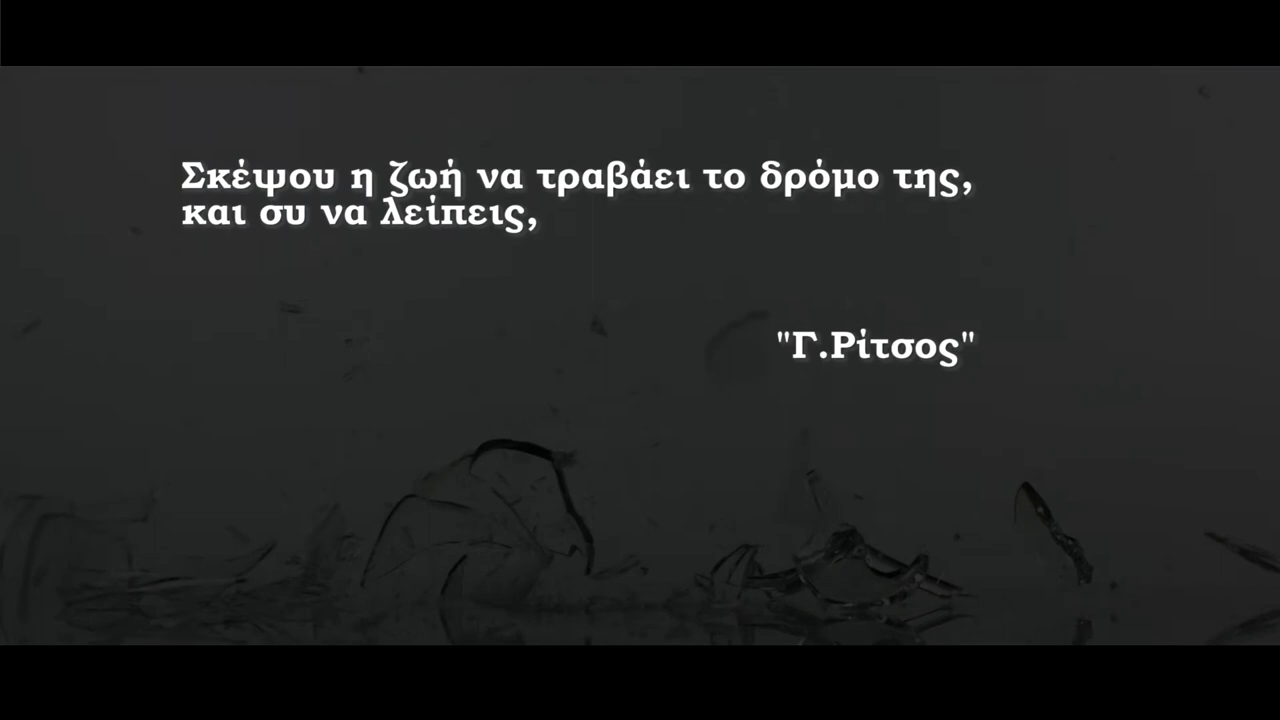 Σκέψου η ζωή να τραβάει το δρόμο της,
και συ να λείπεις,
"Γ.Ρίτσος"